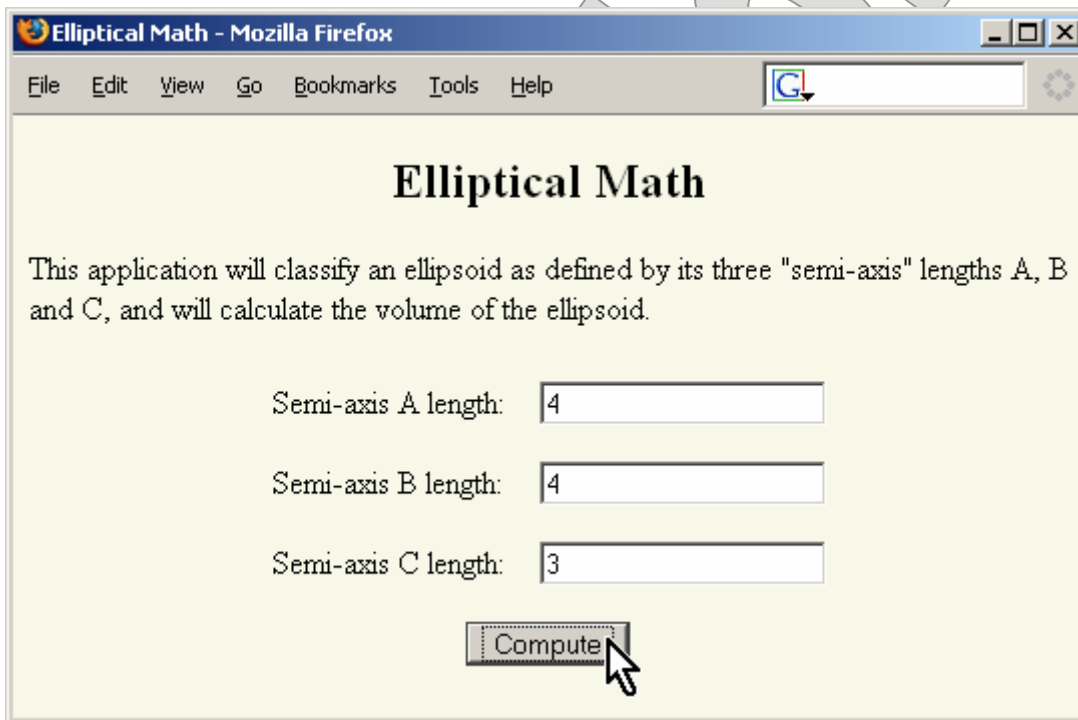 Elliptical Math - Mozilla Firefox
File Edit View Go Bookmarks Tools Help
G
Elliptical Math
This application will classify an ellipsoid as defined by its three "semi-axis" lengths A, B
and C, and will calculate the volume of the ellipsoid.
Semi-axis A length: 4
Semi-axis B length: 4
Semi-axis C length: 3
Compute